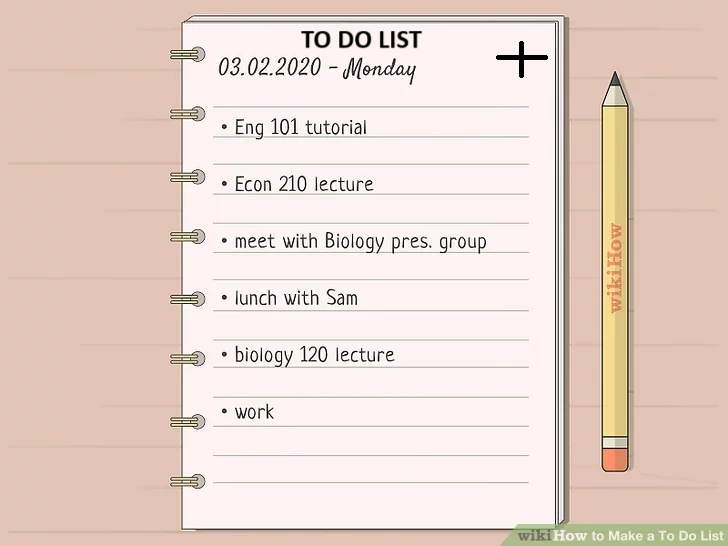 TO DO LIST
03.02.2020 - Monday
• Eng 101 tutorial
• Econ 210 lecture
• meet with Biology pres. group
• lunch with Sam
• biology 120 lecture
• work
wikiHow
wikiHow to Make a To Do List